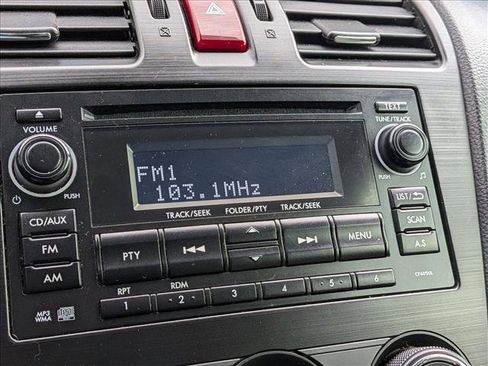 TEXT
VOLUME
TUNE/TRACK
FM1
103.1MHz
PUSH
PUSH
LIST/
TRACK/SEEK FOLDER/PTY TRACK/SEEK
CD/AUX
SCAN
FM
PTY
MENU
A.S
AM
RPT RDM
1 2 3 4 5 6
MP3
WMA